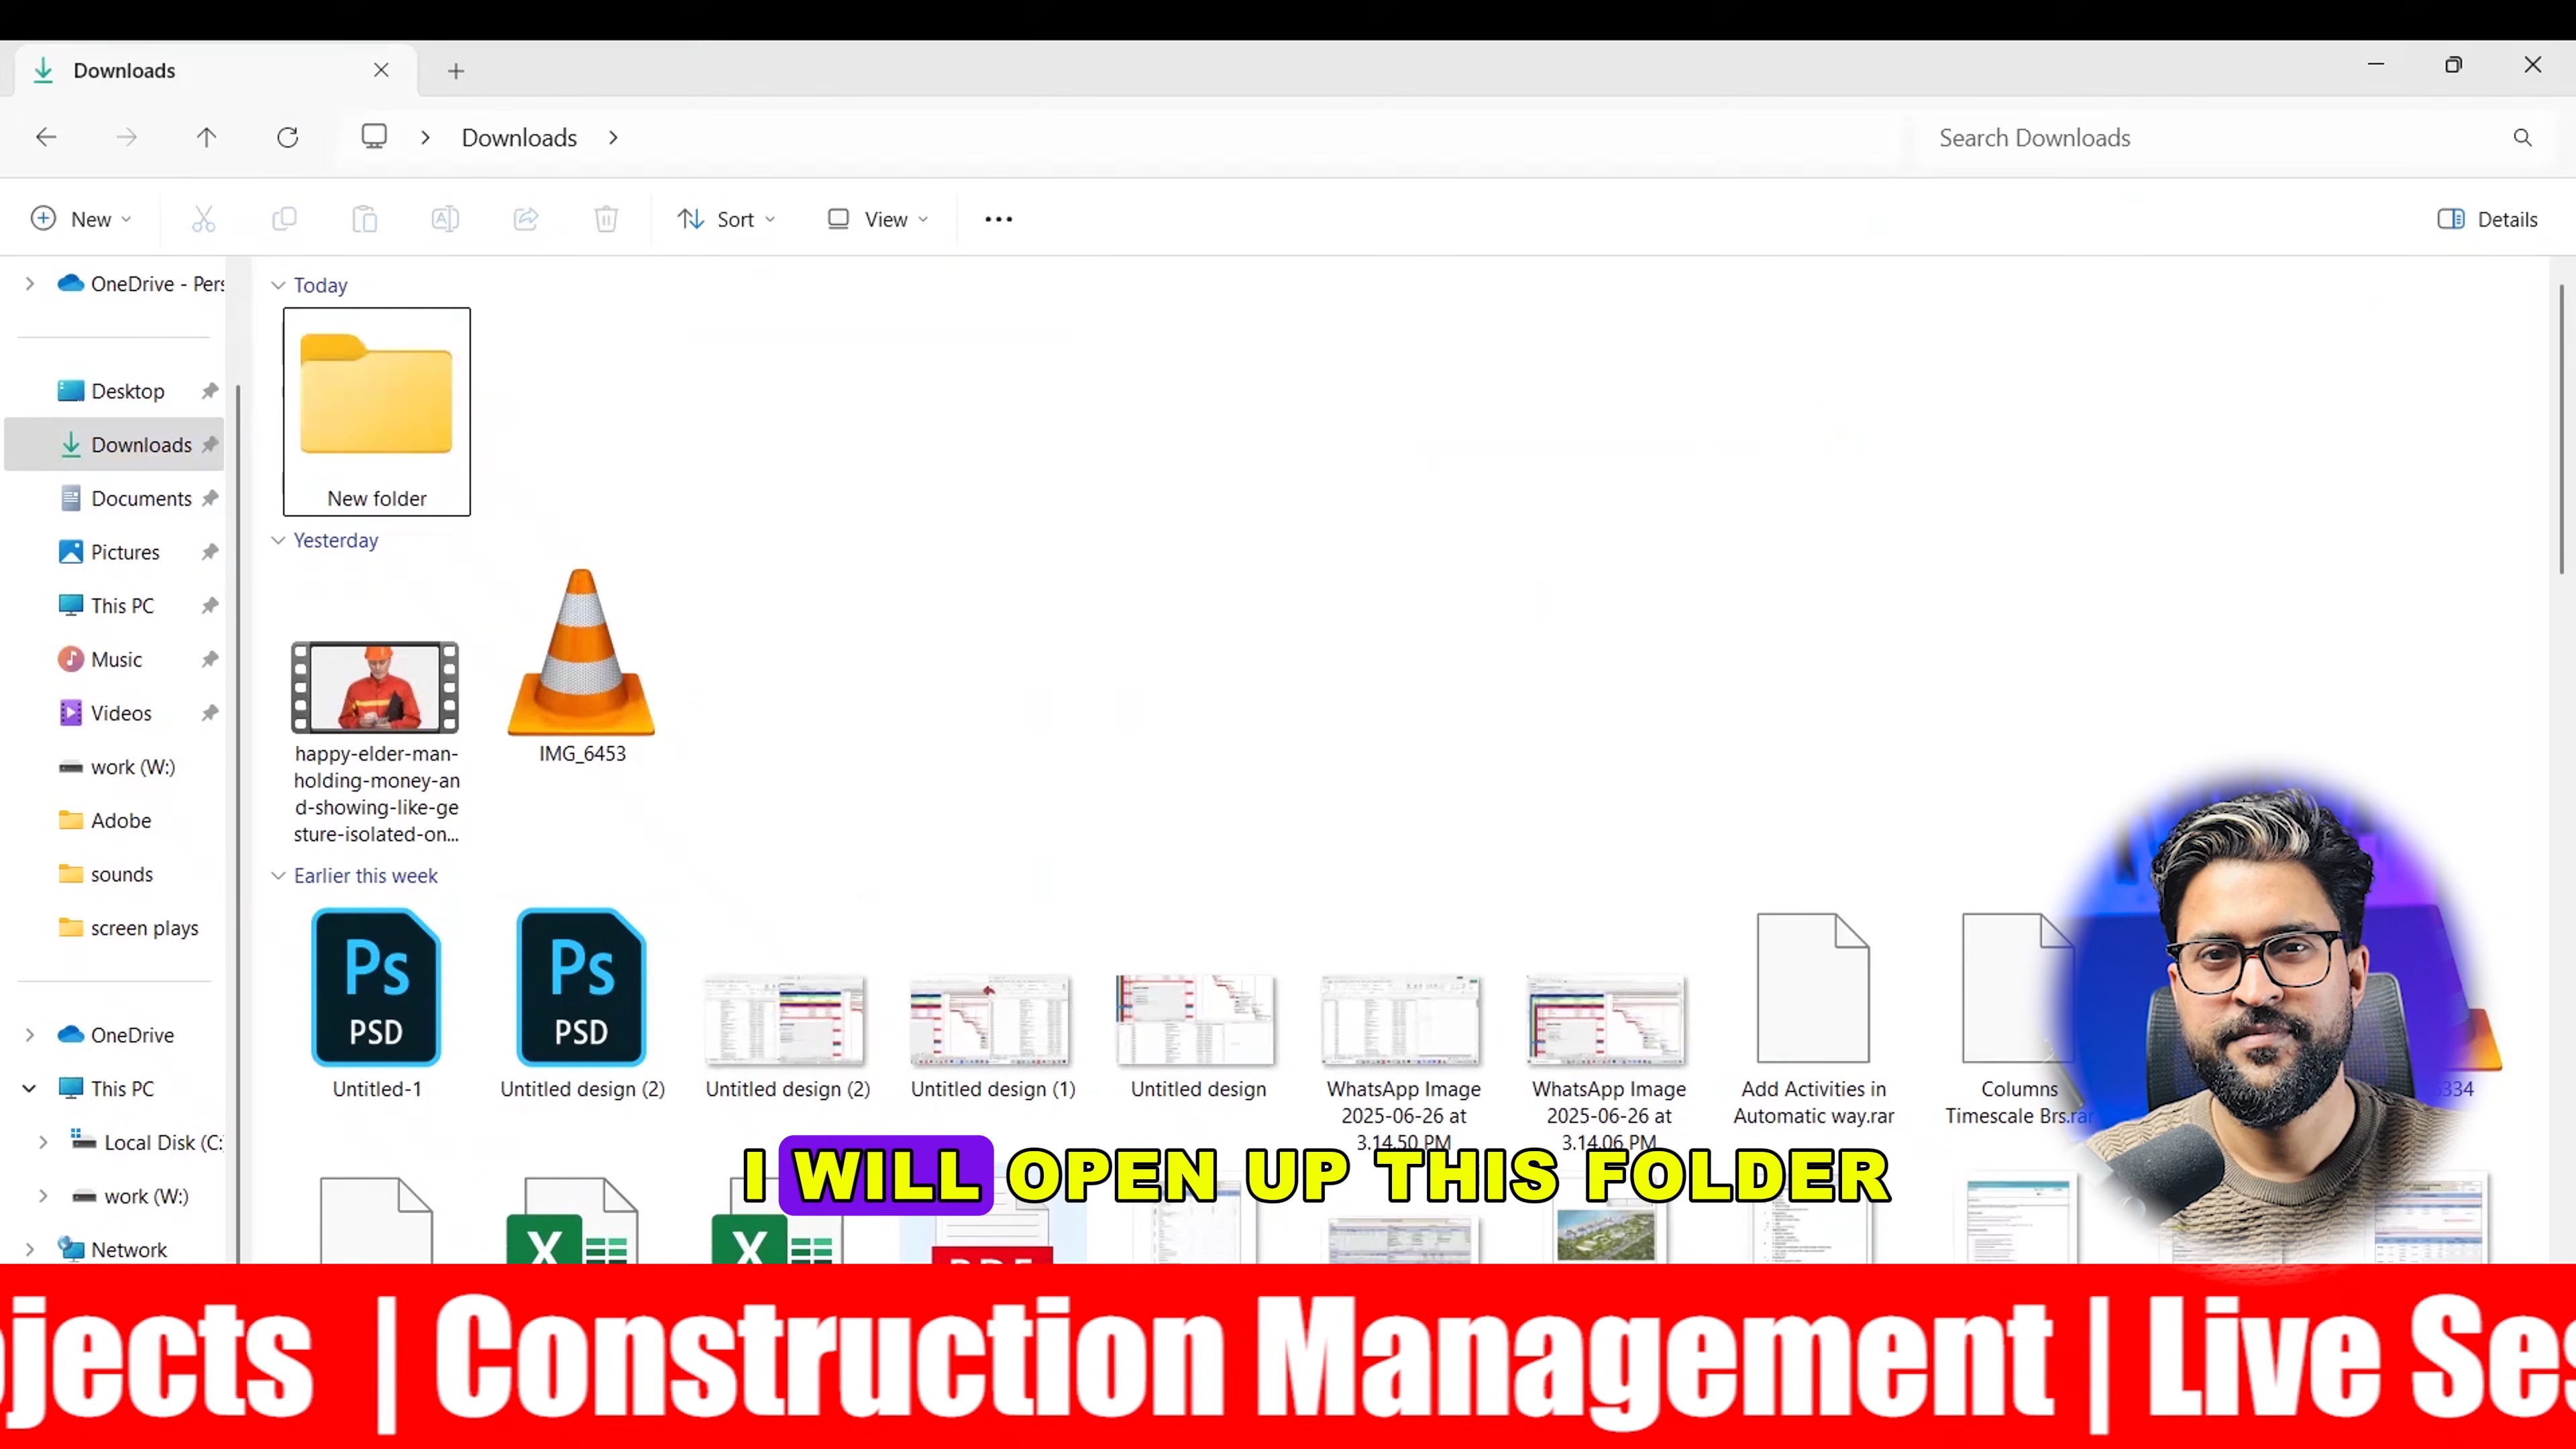 Downloads
Downloads
Search Downloads
New
Sort
View
Details
OneDrive - Pers
Desktop
Downloads
Documents
Pictures
This PC
Music
Videos
work (W:)
Adobe
sounds
screen plays
OneDrive
This PC
Local Disk (C:
work (W:)
Network
Today
New folder
Yesterday
happy-elder-man-
holding-money-an
d-showing-like-ge
sture-isolated-on...
IMG_6453
Earlier this week
Ps
PSD
Untitled-1
Ps
PSD
Untitled design (2)
Untitled design (2)
Untitled design (1)
Untitled design
WhatsApp Image
2025-06-26 at
3.14.50 PM
WhatsApp Image
2025-06-26 at
3.14.06 PM
Add Activities in
Automatic way.rar
Columns
Timescale Brs.rar
334
I WILL OPEN UP THIS FOLDER
ojects | Construction Management | Live Ses